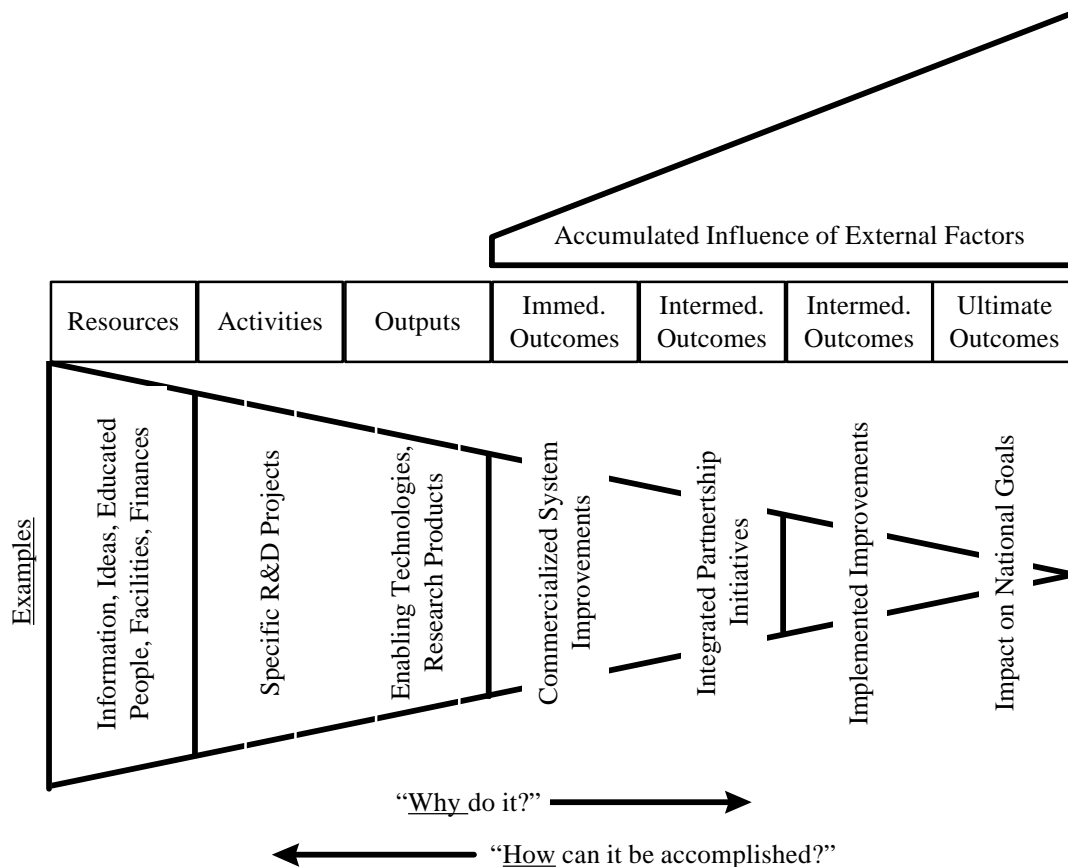 Accumulated Influence of External Factors
Resources
Activities
Outputs
Immed.
Outcomes
Intermed.
Outcomes
Intermed.
Outcomes
Ultimate
Outcomes
Examples
Information, Ideas, Educated
People, Facilities, Finances
Specific R&D Projects
Enabling Technologies,
Research Products
Commercialized System
Improvements
Integrated Partnertship
Initiatives
Implemented Improvements
Impact on National Goals
“Why do it?”
“How can it be accomplished?”